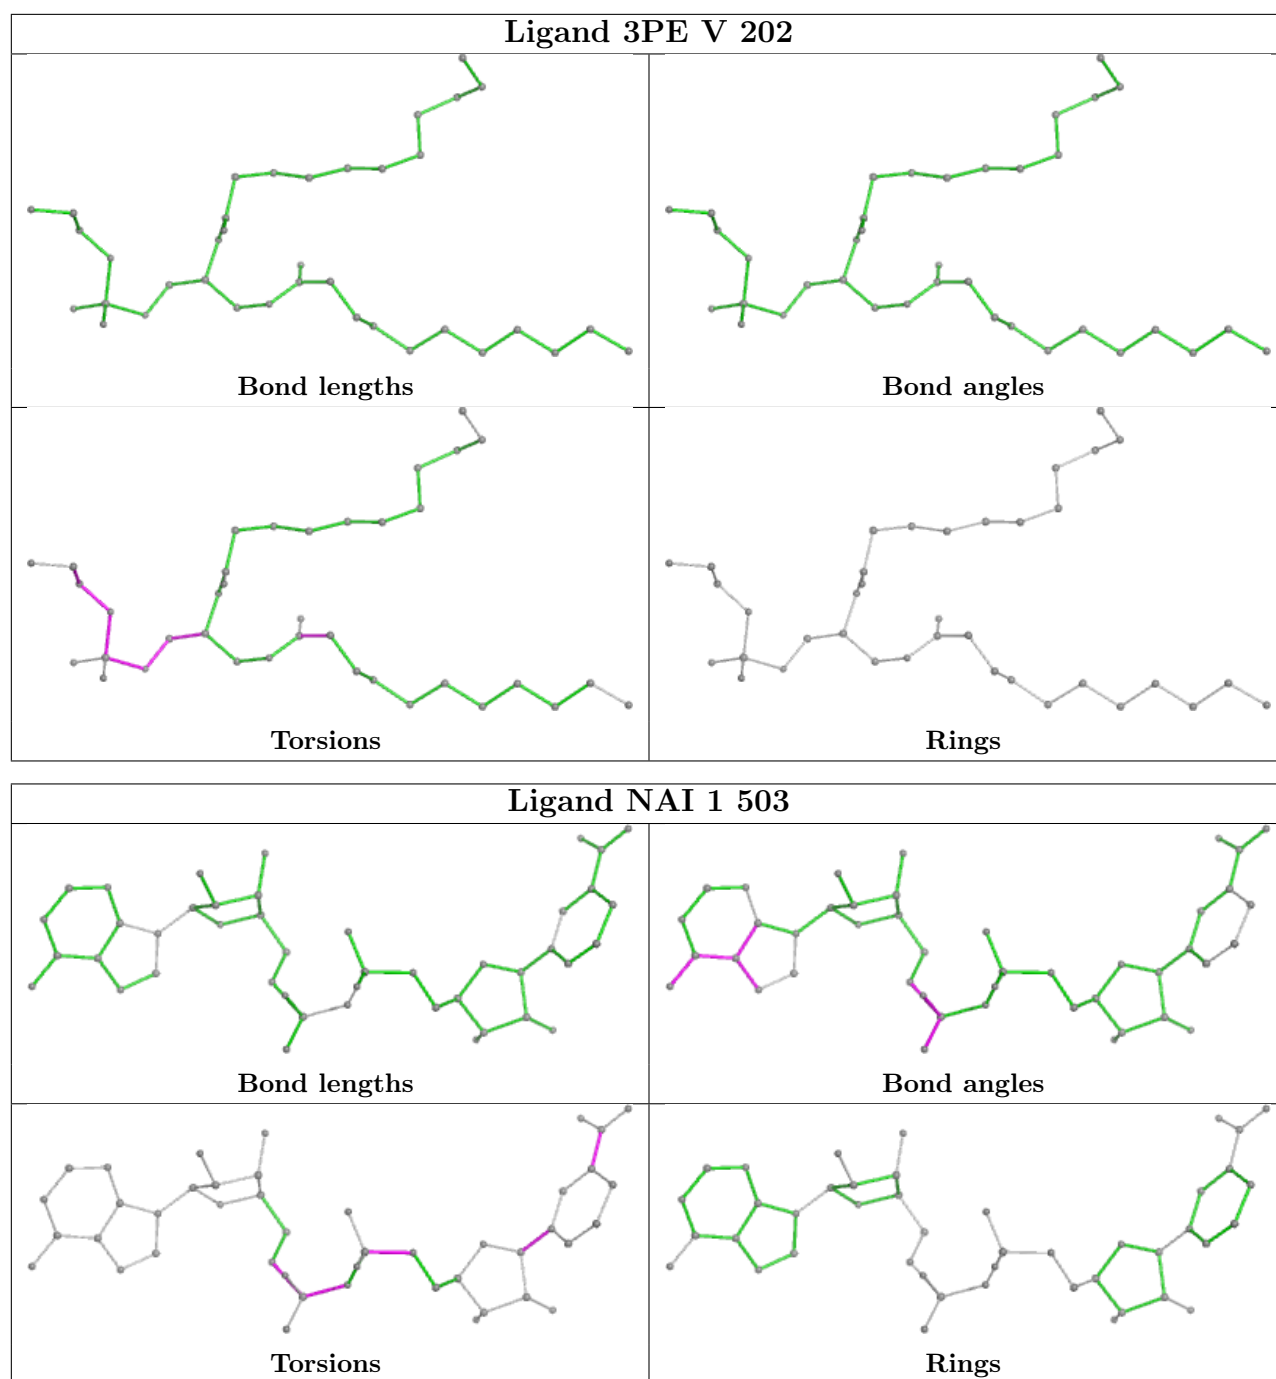 Ligand 3PE V 202
Bond lengths
Bond angles
Torsions
Rings
Ligand NAI 1 503
Bond lengths
Bond angles
Torsions
Rings